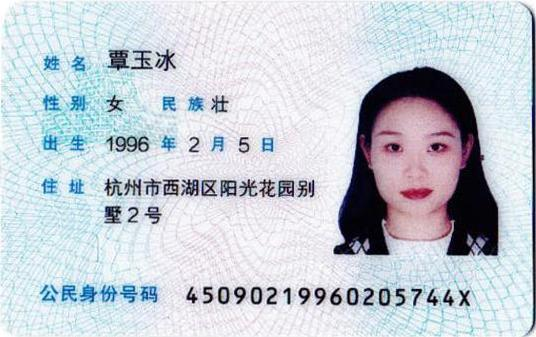 姓名 覃玉冰
性别 女 民族 壮
出生 1996 年 2 月 5 日
住址 杭州市西湖区阳光花园别
墅2号
公民身份号码 45090219960205744X